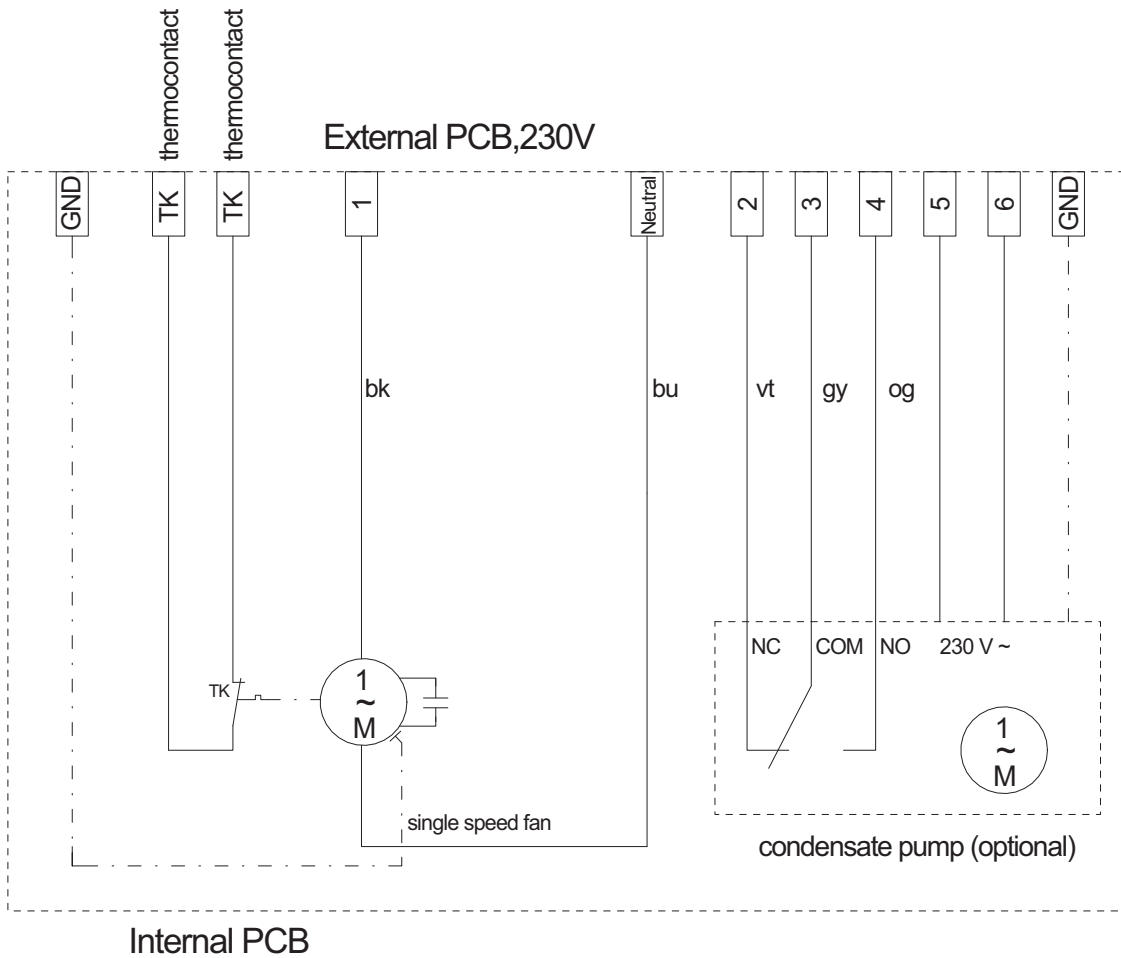 thermocontact
thermocontact
External PCB,230V
GND
TK
TK
1
Neutral
2
3
4
5
6
GND
bk
bu
vt
gy
og
NC
COM
NO
230 V ~
TK
1
~
M
1
~
M
single speed fan
condensate pump (optional)
Internal PCB